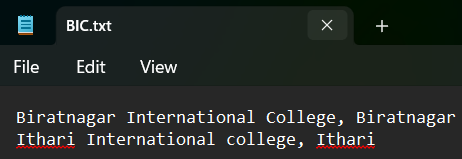 BIC.txt
File Edit View
Biratnagar International College, Biratnagar
Ithari International college, Ithari